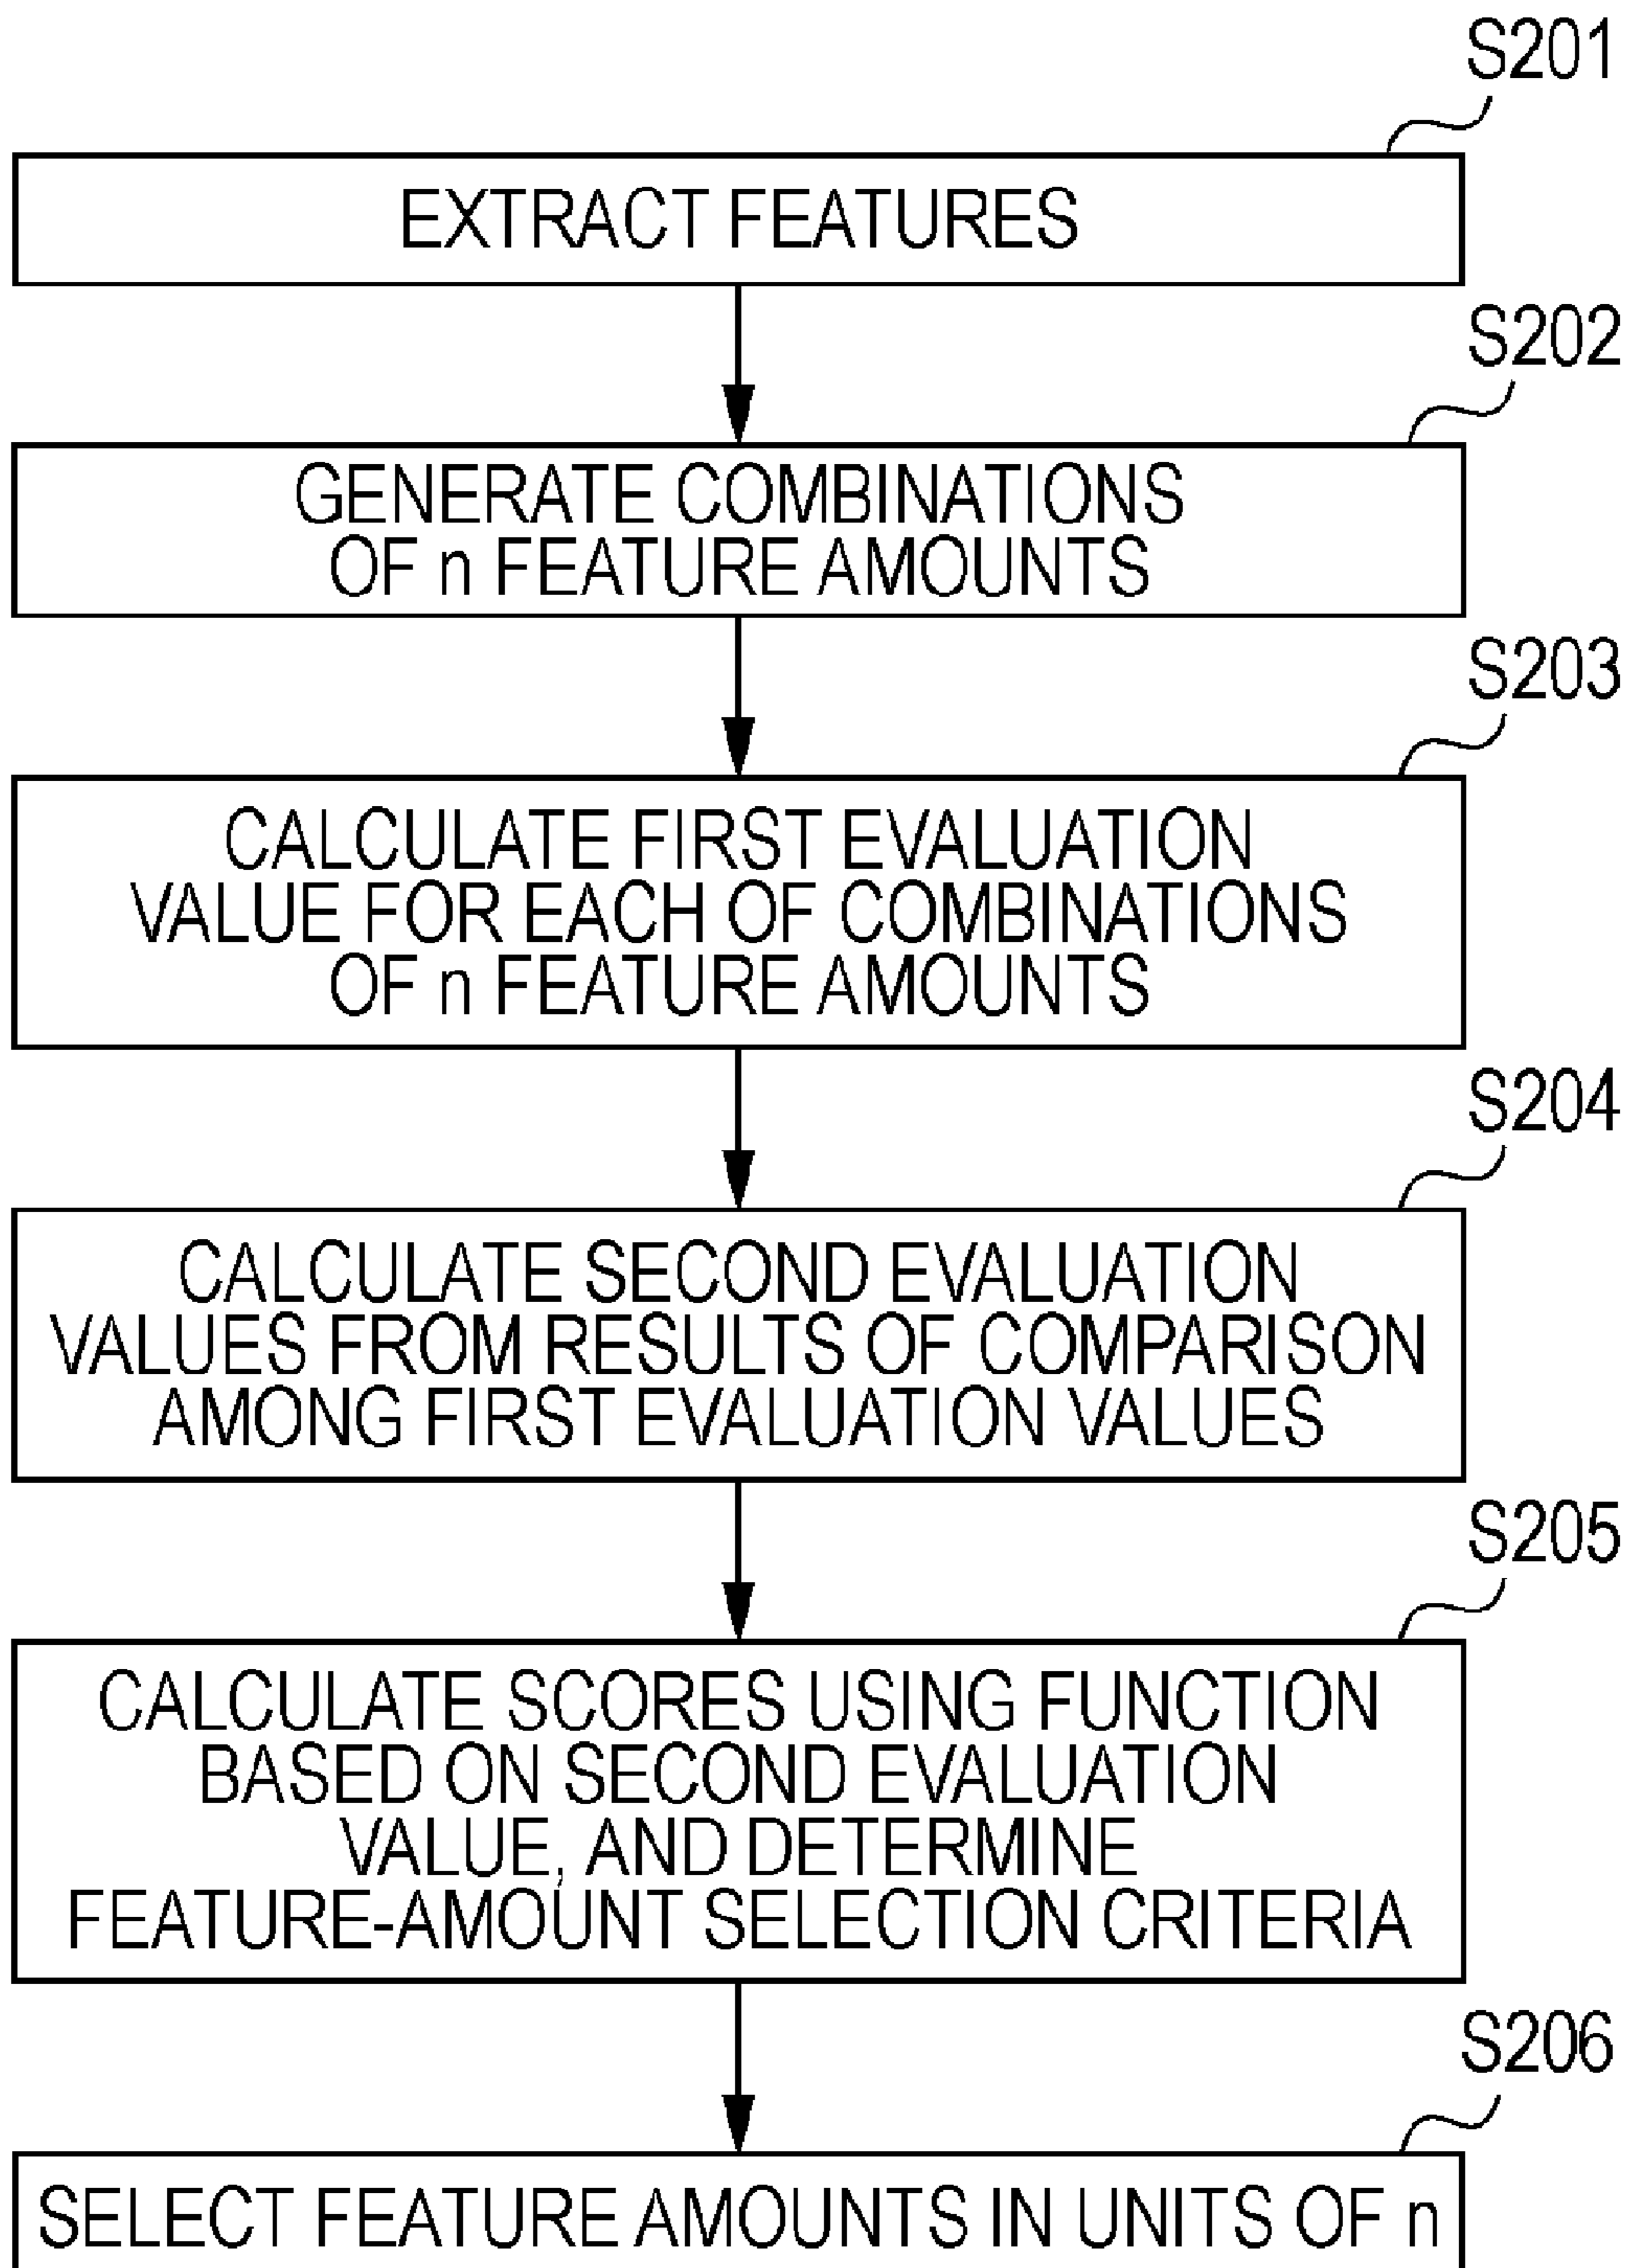 S201
EXTRACT FEATURES
S202
GENERATE COMBINATIONS
OF n FEATURE AMOUNTS
S203
CALCULATE FIRST EVALUATION
VALUE FOR EACH OF COMBINATIONS
OF n FEATURE AMOUNTS
S204
CALCULATE SECOND EVALUATION
VALUES FROM RESULTS OF COMPARISON
AMONG FIRST EVALUATION VALUES
S205
CALCULATE SCORES USING FUNCTION
BASED ON SECOND EVALUATION
VALUE, AND DETERMINE
FEATURE-AMOUNT SELECTION CRITERIA
S206
SELECT FEATURE AMOUNTS IN UNITS OF n